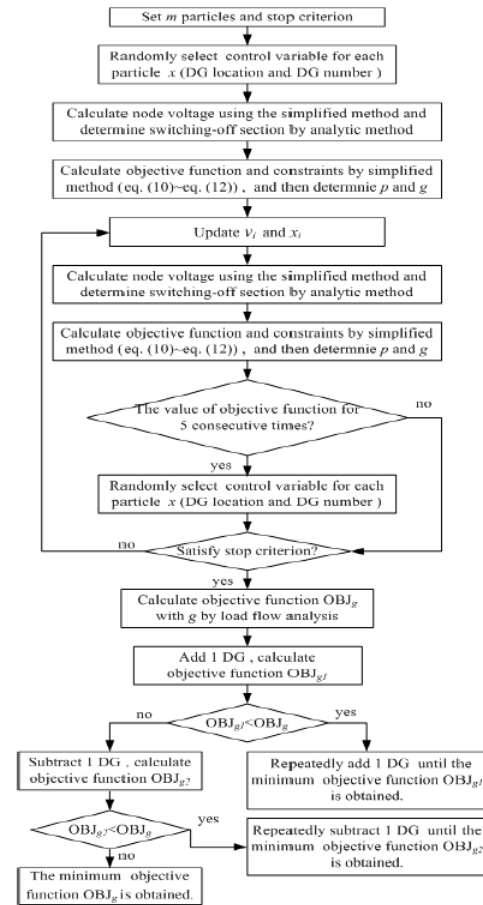 Set m particles and stop criterion
Randomly select control variable for each
particle x (DG location and DG number )
Calculate node voltage using the simplified method and
determine switching-off section by analytic method
Calculate objective function and constraints by simplified
method (eq. (10)~eq. (12)) , and then determnie p and g
Update vi and xi
Calculate node voltage using the simplified method and
determine switching-off section by analytic method
Calculate objective function and constraints by simplified
method (eq. (10)~eq. (12)) , and then determnie p and g
The value of objective function for
5 consecutive times?
no
yes
Randomly select control variable for each
particle x (DG location and DG number )
no
Satisfy stop criterion?
yes
Calculate objective function OBJg
with g by load flow analysis
Add 1 DG , calculate
objective function OBJg1
no
OBJg1<OBJg
yes
Subtract 1 DG , calculate
objective function OBJg2
Repeatedly add 1 DG until the
minimum objective function OBJg1
is obtained.
OBJg2<OBJg
yes
Repeatedly subtract 1 DG until the
minimum objective function OBJg2
is obtained.
no
The minimum objective
function OBJg is obtained.